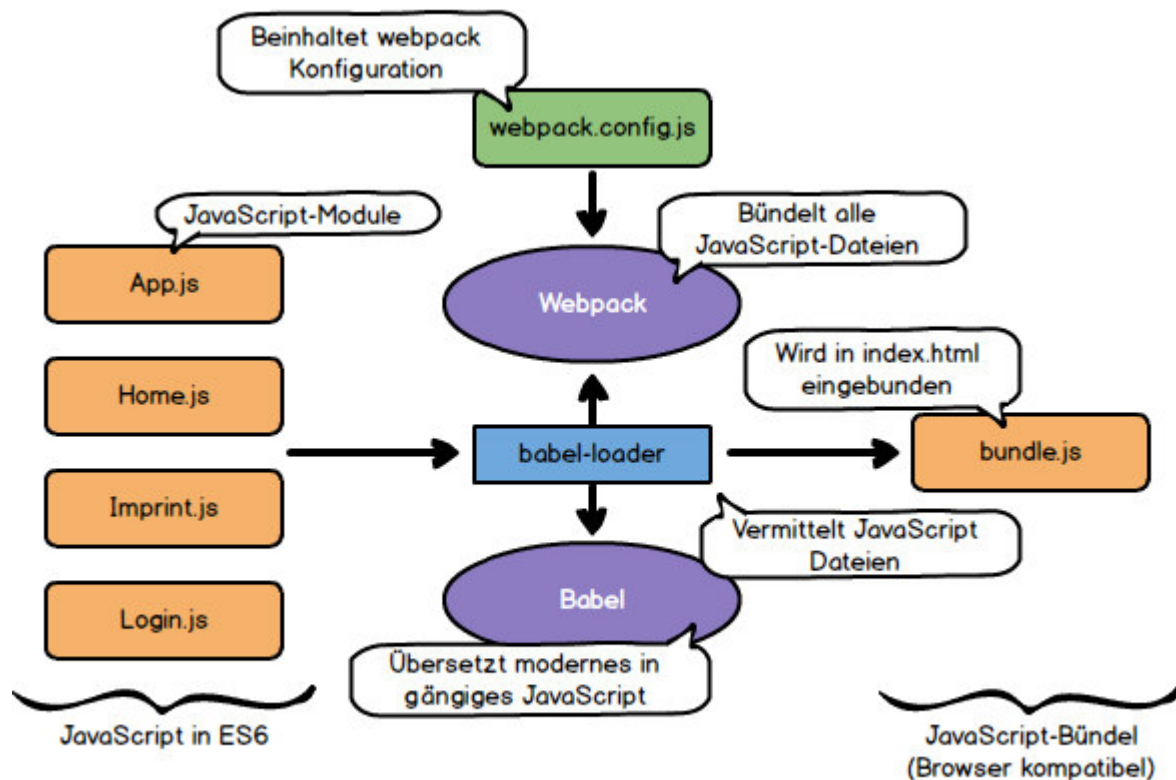 Beinhaltet webpack
Konfiguration
webpack.config.js
JavaScript-Module
Bündelt alle
JavaScript-Dateien
App.js
Webpack
Wird in index.html
eingebunden
Home.js
babel-loader
bundle.js
Imprint.js
Vermittelt JavaScript
Dateien
Babel
Login.js
Übersetzt modernes in
gängiges JavaScript
JavaScript in ES6
JavaScript-Bündel
(Browser kompatibel)